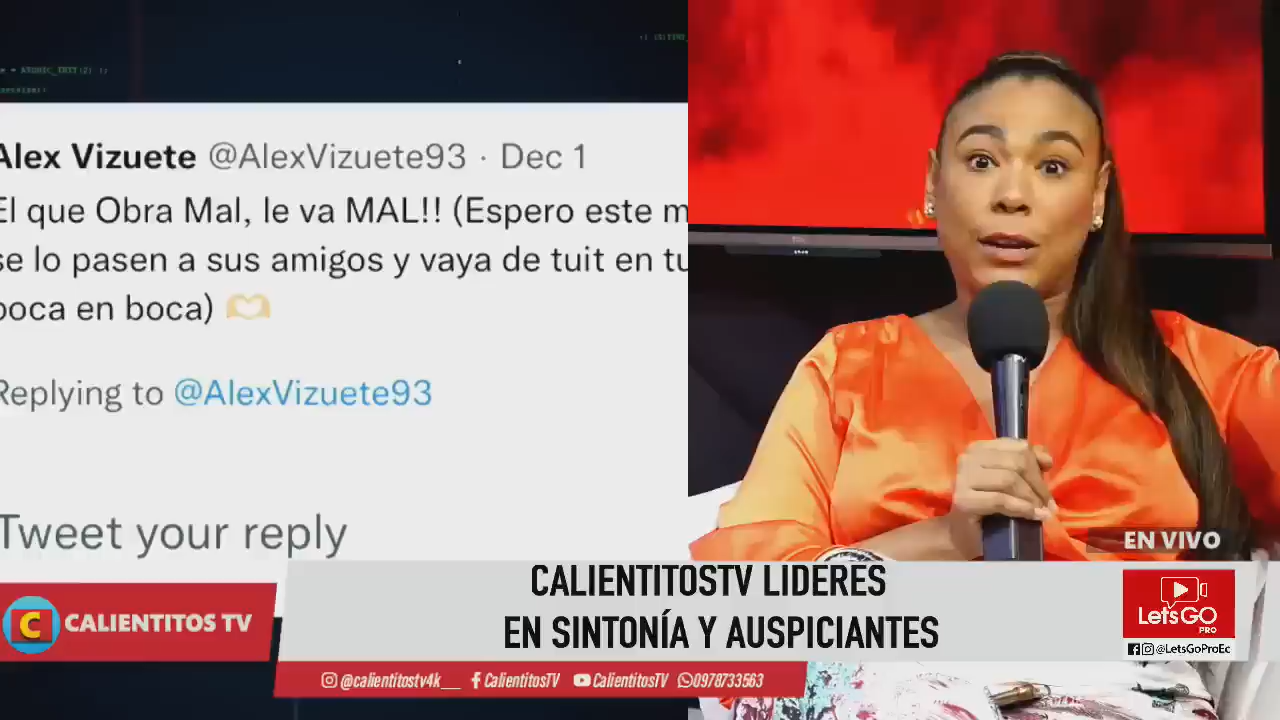 Alex Vizuete @AlexVizuete93 · Dec 1
El que Obra Mal, le va MAL!! (Espero este m
se lo pasen a sus amigos y vaya de tuit en tu
boca en boca)
Replying to @AlexVizuete93
Tweet your reply
EN VIVO
C CALIENTITOS TV
CALIENTITOSTV LIDERES
EN SINTONÍA Y AUSPICIANTES
Let's GO
PRO
@LetsGoProEc
@calientitostv4k__ CalientitosTV CalientitosTV 0978733563